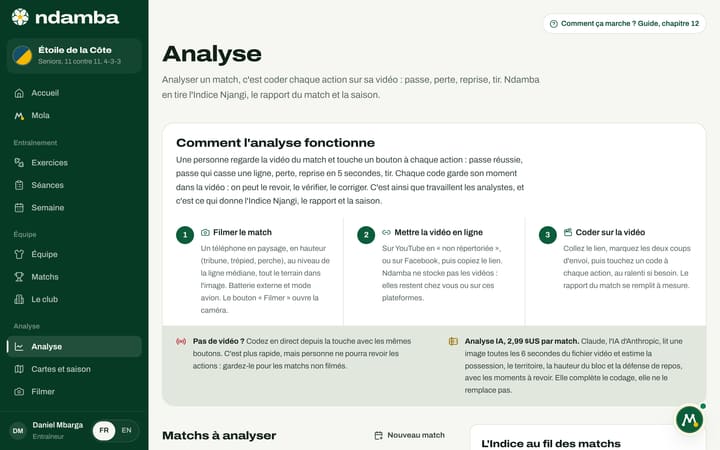 ndamba
Étoile de la Côte
Seniors, 11 contre 11, 4-3-3
Accueil
Mola
Entraînement
Exercices
Séances
Semaine
Équipe
Équipe
Matchs
Le club
Analyse
Analyse
Cartes et saison
Filmer
DM
Daniel Mbarga
Entraîneur
FR
EN
Comment ça marche ? Guide, chapitre 12
Analyse
Analyser un match, c'est coder chaque action sur sa vidéo : passe, perte, reprise, tir. Ndamba
en tire l'Indice Njangi, le rapport du match et la saison.
Comment l'analyse fonctionne
Une personne regarde la vidéo du match et touche un bouton à chaque action : passe réussie,
passe qui casse une ligne, perte, reprise en 5 secondes, tir. Chaque code garde son moment
dans la vidéo : on peut le revoir, le vérifier, le corriger. C'est ainsi que travaillent les analystes, et
c'est ce qui donne l'Indice Njangi, le rapport et la saison.
1
Filmer le match
Un téléphone en paysage, en hauteur
(tribune, trépied, perche), au niveau de
la ligne médiane, tout le terrain dans
l'image. Batterie externe et mode
avion. Le bouton « Filmer » ouvre la
caméra.
2
Mettre la vidéo en ligne
Sur YouTube en « non répertoriée »,
ou sur Facebook, puis copiez le lien.
Ndamba ne stocke pas les vidéos :
elles restent chez vous ou sur ces
plateformes.
3
Coder sur la vidéo
Collez le lien, marquez les deux coups
d'envoi, puis touchez un code à
chaque action, au ralenti si besoin. Le
rapport du match se remplit à mesure.
Pas de vidéo ? Codez en direct depuis la touche avec les mêmes
boutons. C'est plus rapide, mais personne ne pourra revoir les
actions : gardez-le pour les matchs non filmés.
Analyse IA, 2,99 $US par match. Claude, l'IA d'Anthropic, lit une
image toutes les 6 secondes du fichier vidéo et estime la
possession, le territoire, la hauteur du bloc et la défense de repos,
avec les moments à revoir. Elle complète le codage, elle ne le
remplace pas.
Matchs à analyser
Nouveau match
L'Indice au fil des matchs